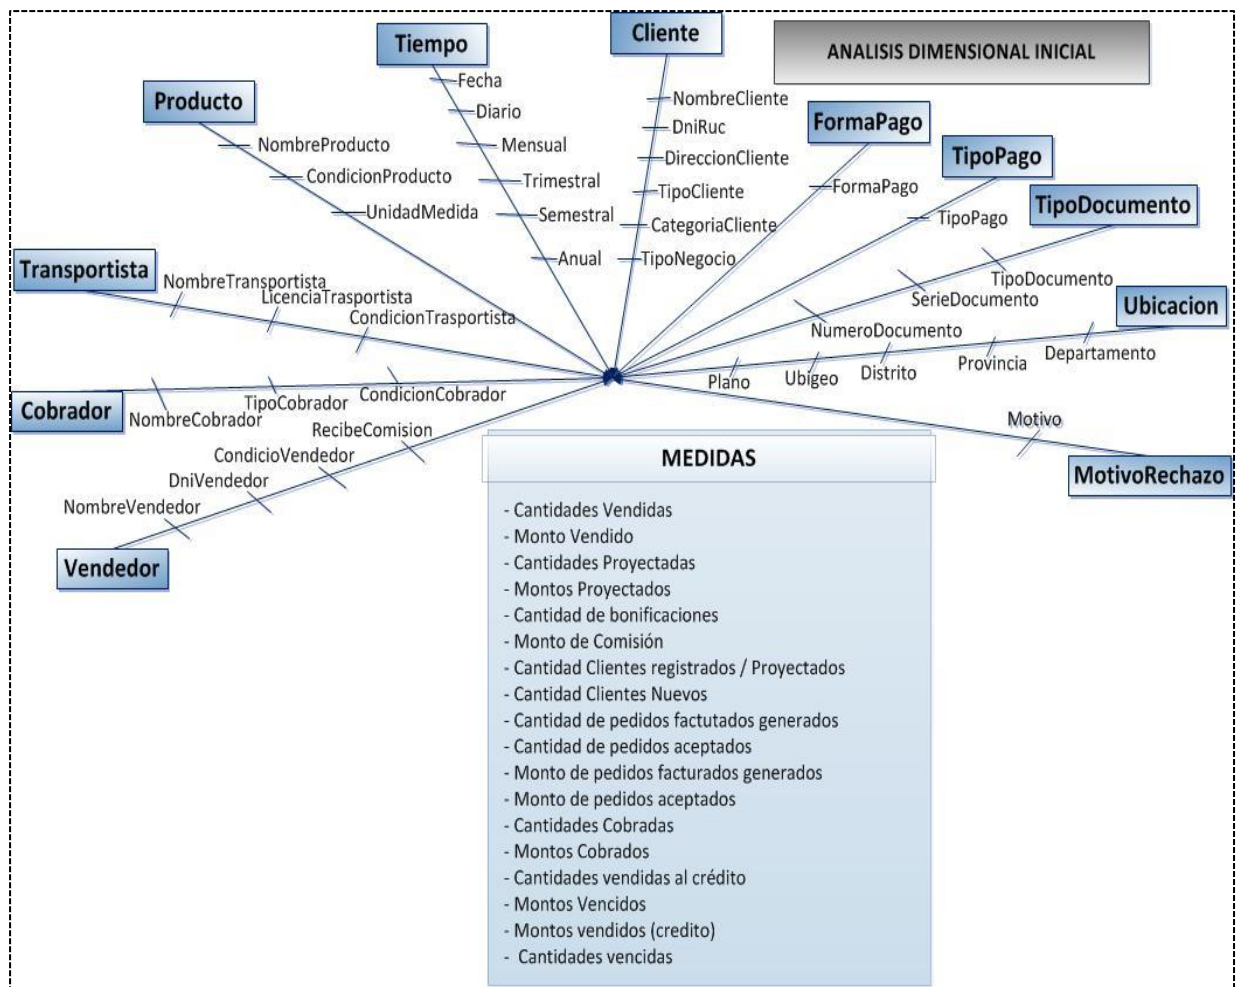 Cliente
Tiempo
ANALISIS DIMENSIONAL INICIAL
Producto
FormaPago
TipoPago
TipoDocumento
Transportista
Ubicacion
Cobrador
MotivoRechazo
Vendedor
Fecha
Diario
Mensual
Trimestral
Semestral
Anual
NombreCliente
DniRuc
DireccionCliente
TipoCliente
CategoriaCliente
TipoNegocio
NombreProducto
CondicionProducto
UnidadMedida
FormaPago
TipoPago
TipoDocumento
SerieDocumento
NumeroDocumento
NombreTransportista
LicenciaTrasportista
CondicionTrasportista
Plano
Ubigeo
Distrito
Provincia
Departamento
NombreCobrador
TipoCobrador
CondicionCobrador
Motivo
RecibeComision
CondicioVendedor
DniVendedor
NombreVendedor
MEDIDAS
- Cantidades Vendidas
- Monto Vendido
- Cantidades Proyectadas
- Montos Proyectados
- Cantidad de bonificaciones
- Monto de Comisión
- Cantidad Clientes registrados / Proyectados
- Cantidad Clientes Nuevos
- Cantidad de pedidos factutados generados
- Cantidad de pedidos aceptados
- Monto de pedidos facturados generados
- Monto de pedidos aceptados
- Cantidades Cobradas
- Montos Cobrados
- Cantidades vendidas al crédito
- Montos Vencidos
- Montos vendidos (credito)
- Cantidades vencidas